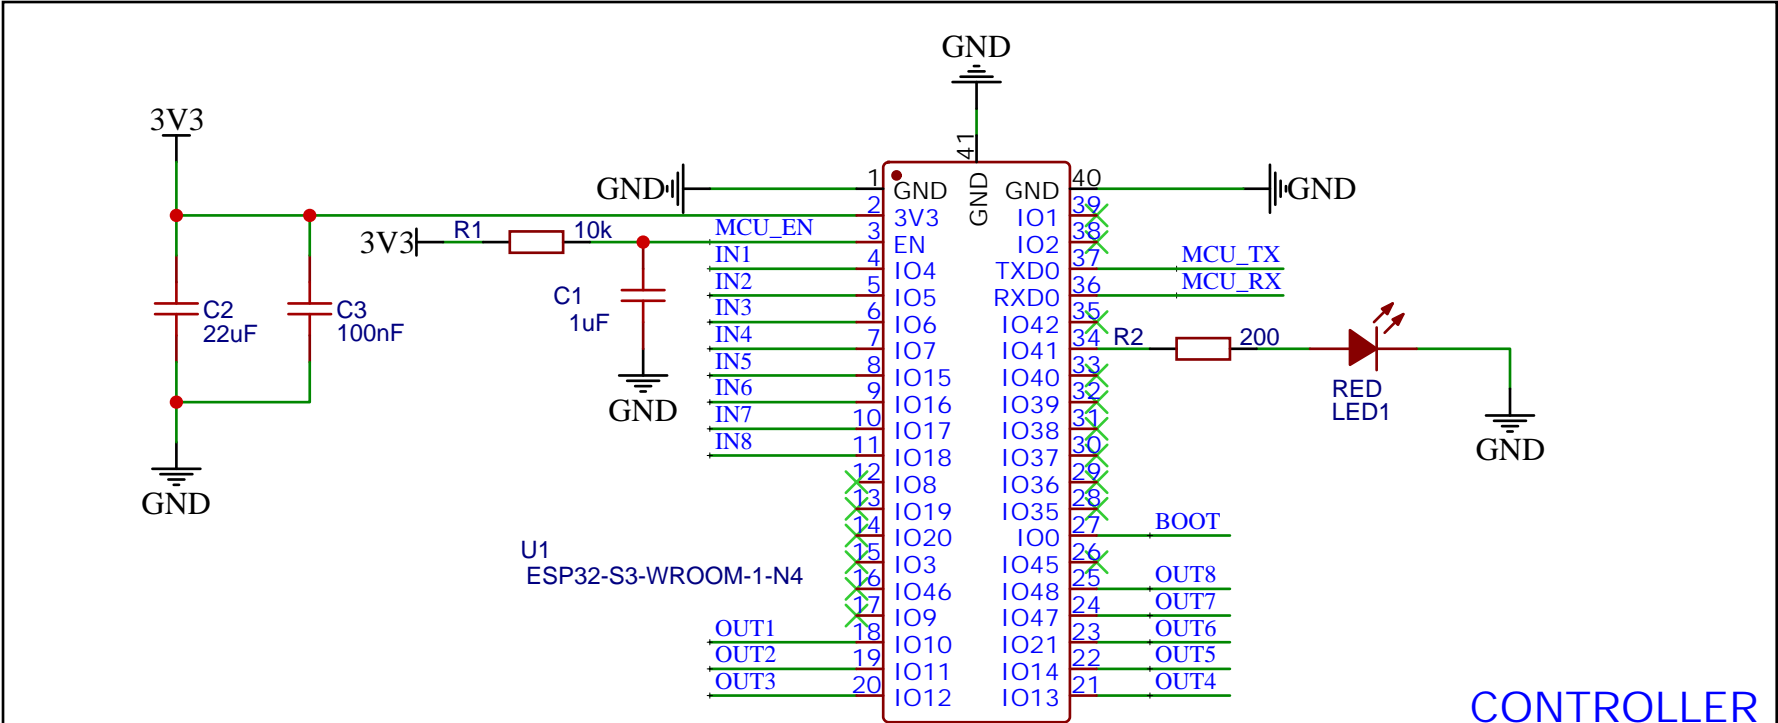 GND
3V3
41
GND 1 GND GND GND 40 GND
2 3V3 IO1 39
3V3 R1 10k MCU_EN 3 EN IO2 38
IN1 4 IO4 TXD0 37 MCU_TX
IN2 5 IO5 RXD0 36 MCU_RX
IN3 6 IO6 IO42 35
IN4 7 IO7 IO41 34 R2 200
IN5 8 IO15 IO40 33
IN6 9 IO16 IO39 32
IN7 10 IO17 IO38 31
IN8 11 IO18 IO37 30
12 IO8 IO36 29
13 IO19 IO35 28
14 IO20 IO0 27 BOOT
15 IO3 IO45 26
16 IO46 IO48 25 OUT8
17 IO9 IO47 24 OUT7
OUT1 18 IO10 IO21 23 OUT6
OUT2 19 IO11 IO14 22 OUT5
OUT3 20 IO12 IO13 21 OUT4
C2
22uF
C3
100nF
C1
1uF
GND
GND
RED
LED1
GND
U1
ESP32-S3-WROOM-1-N4
CONTROLLER